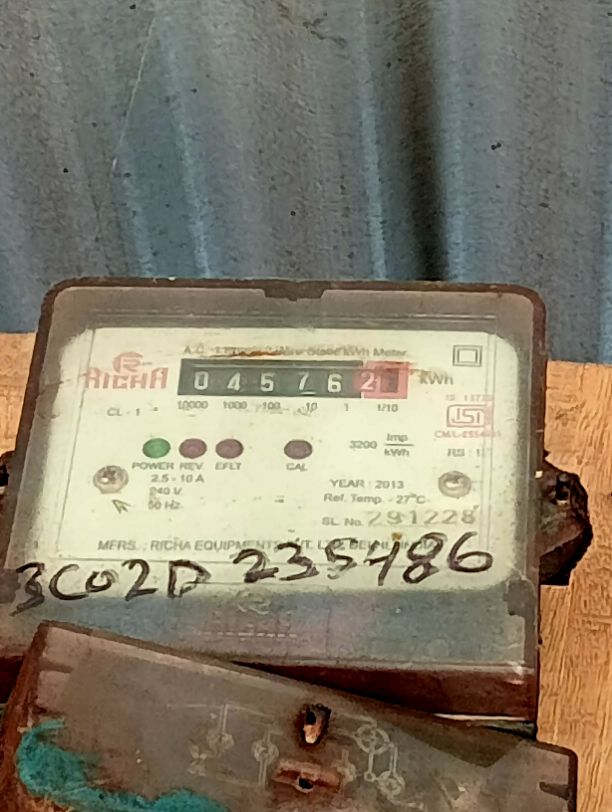 RICHA
0 4 5 7 6 2 kWh
CL - 1
10000 1000 100 10 1 1/10
3200 Imp/kWh
POWER REV. EFLT CAL
2.5 - 10 A
240 V
50 Hz
YEAR : 2013
Ref. Temp. - 27°C
SL. No. 291228
MFRS. : RICHA EQUIPMENTS
3C02D 235486
ISI